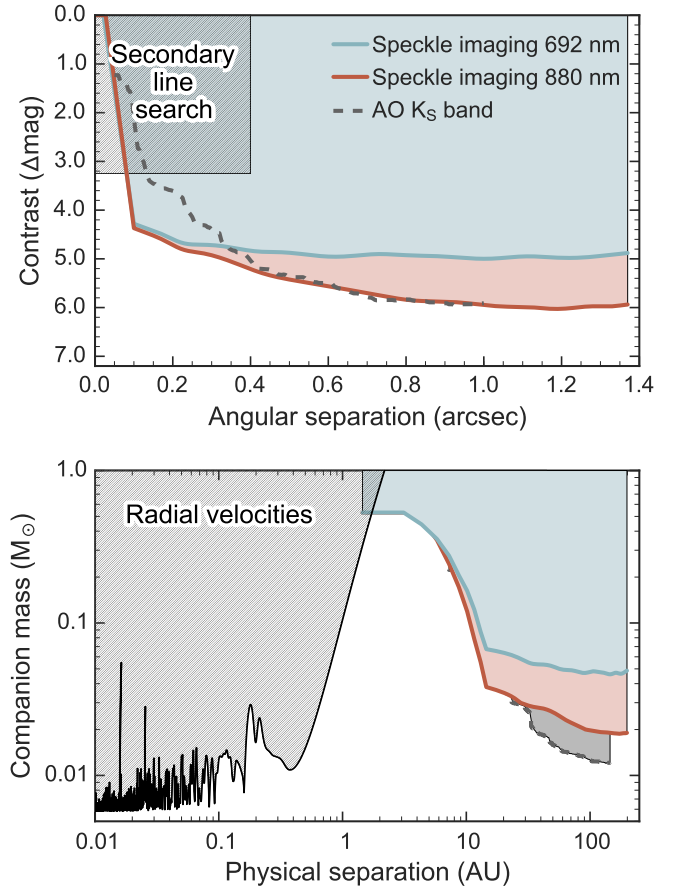 0.0
1.0
2.0
3.0
4.0
5.0
6.0
7.0
Contrast (Δmag)
Secondary
line
search
Speckle imaging 692 nm
Speckle imaging 880 nm
AO K_S band
0.0 0.2 0.4 0.6 0.8 1.0 1.2 1.4
Angular separation (arcsec)
1.0
0.1
0.01
Companion mass (M☉)
Radial velocities
0.01 0.1 1 10 100
Physical separation (AU)